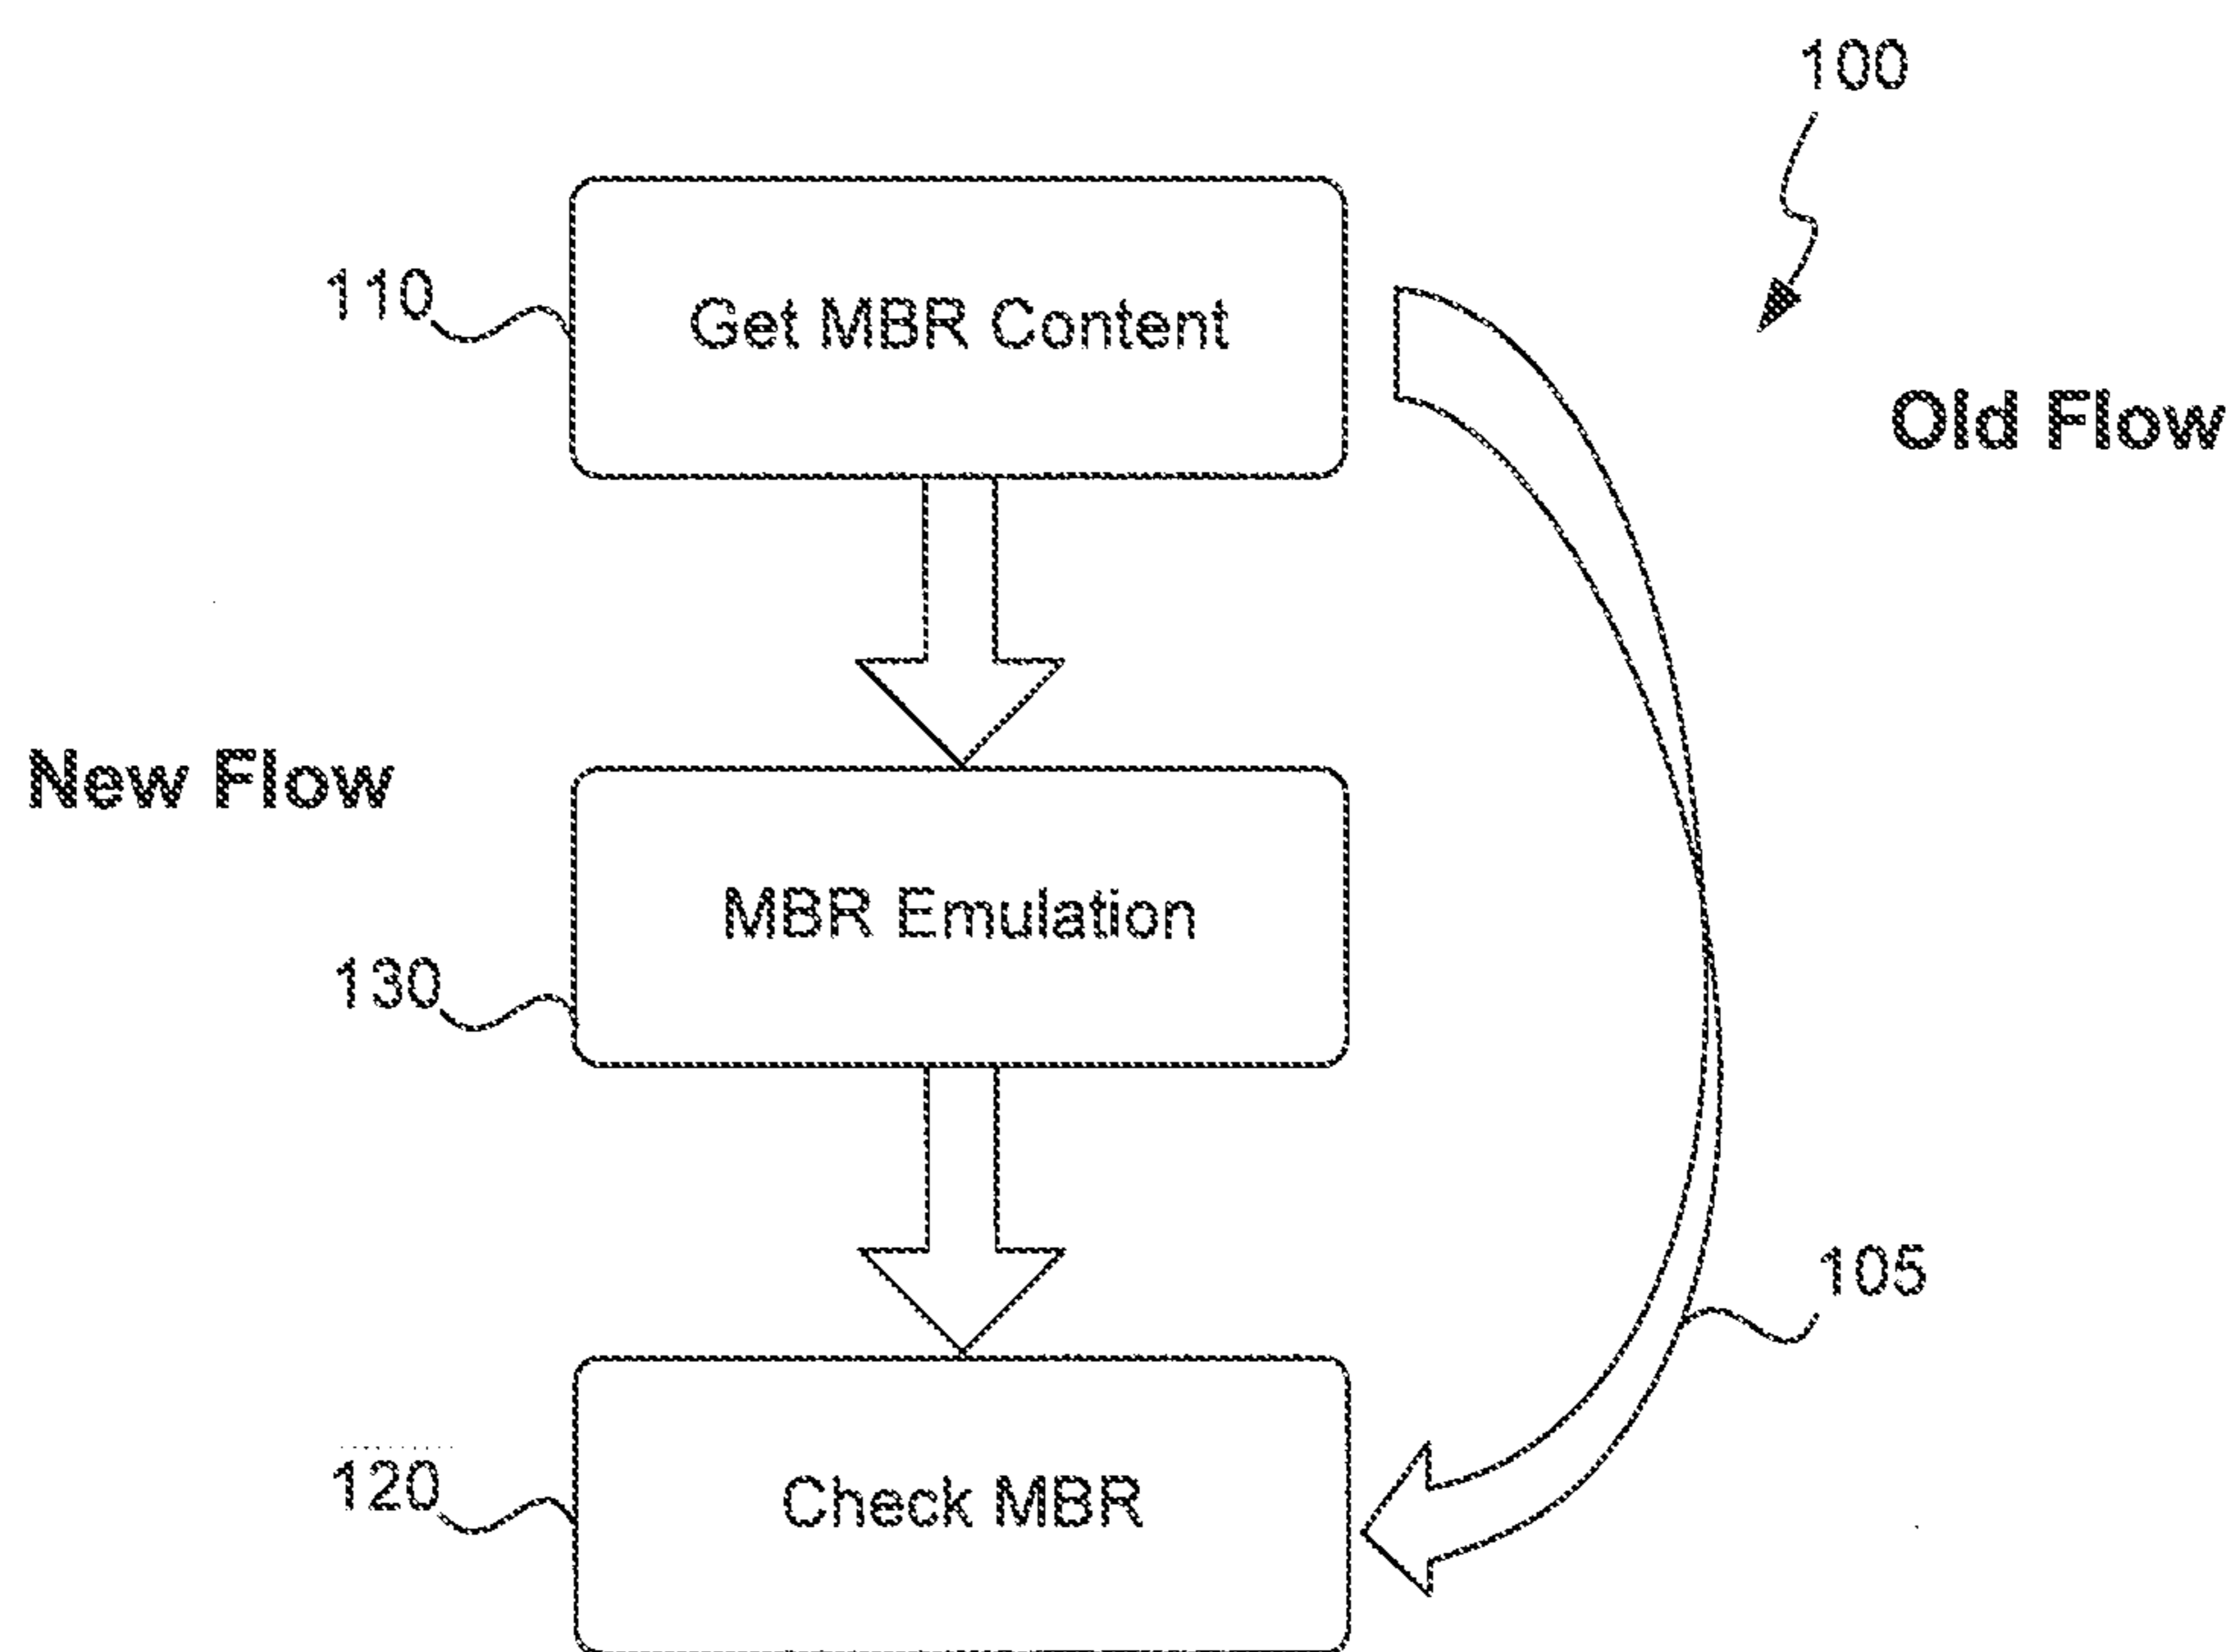 100
110
Get MBR Content
Old Flow
New Flow
MBR Emulation
130
105
120
Check MBR